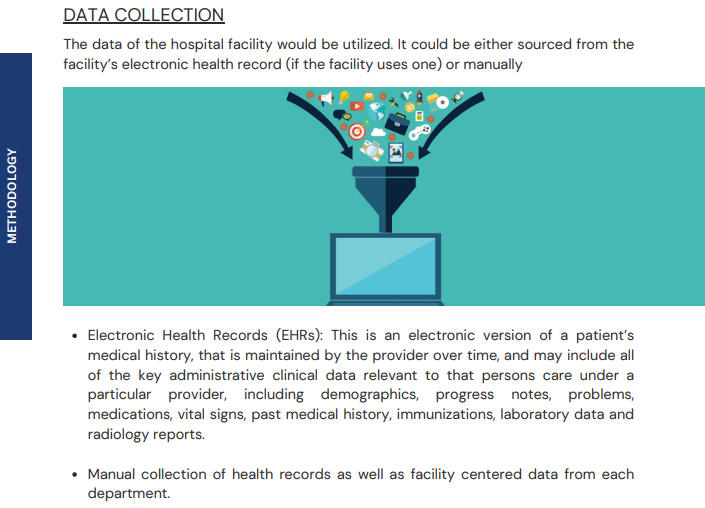 DATA COLLECTION
The data of the hospital facility would be utilized. It could be either sourced from the
facility's electronic health record (if the facility uses one) or manually
METHODOLOGY
• Electronic Health Records (EHRs): This is an electronic version of a patient's
medical history, that is maintained by the provider over time, and may include all
of the key administrative clinical data relevant to that persons care under a
particular provider, including demographics, progress notes, problems,
medications, vital signs, past medical history, immunizations, laboratory data and
radiology reports.
• Manual collection of health records as well as facility centered data from each
department.